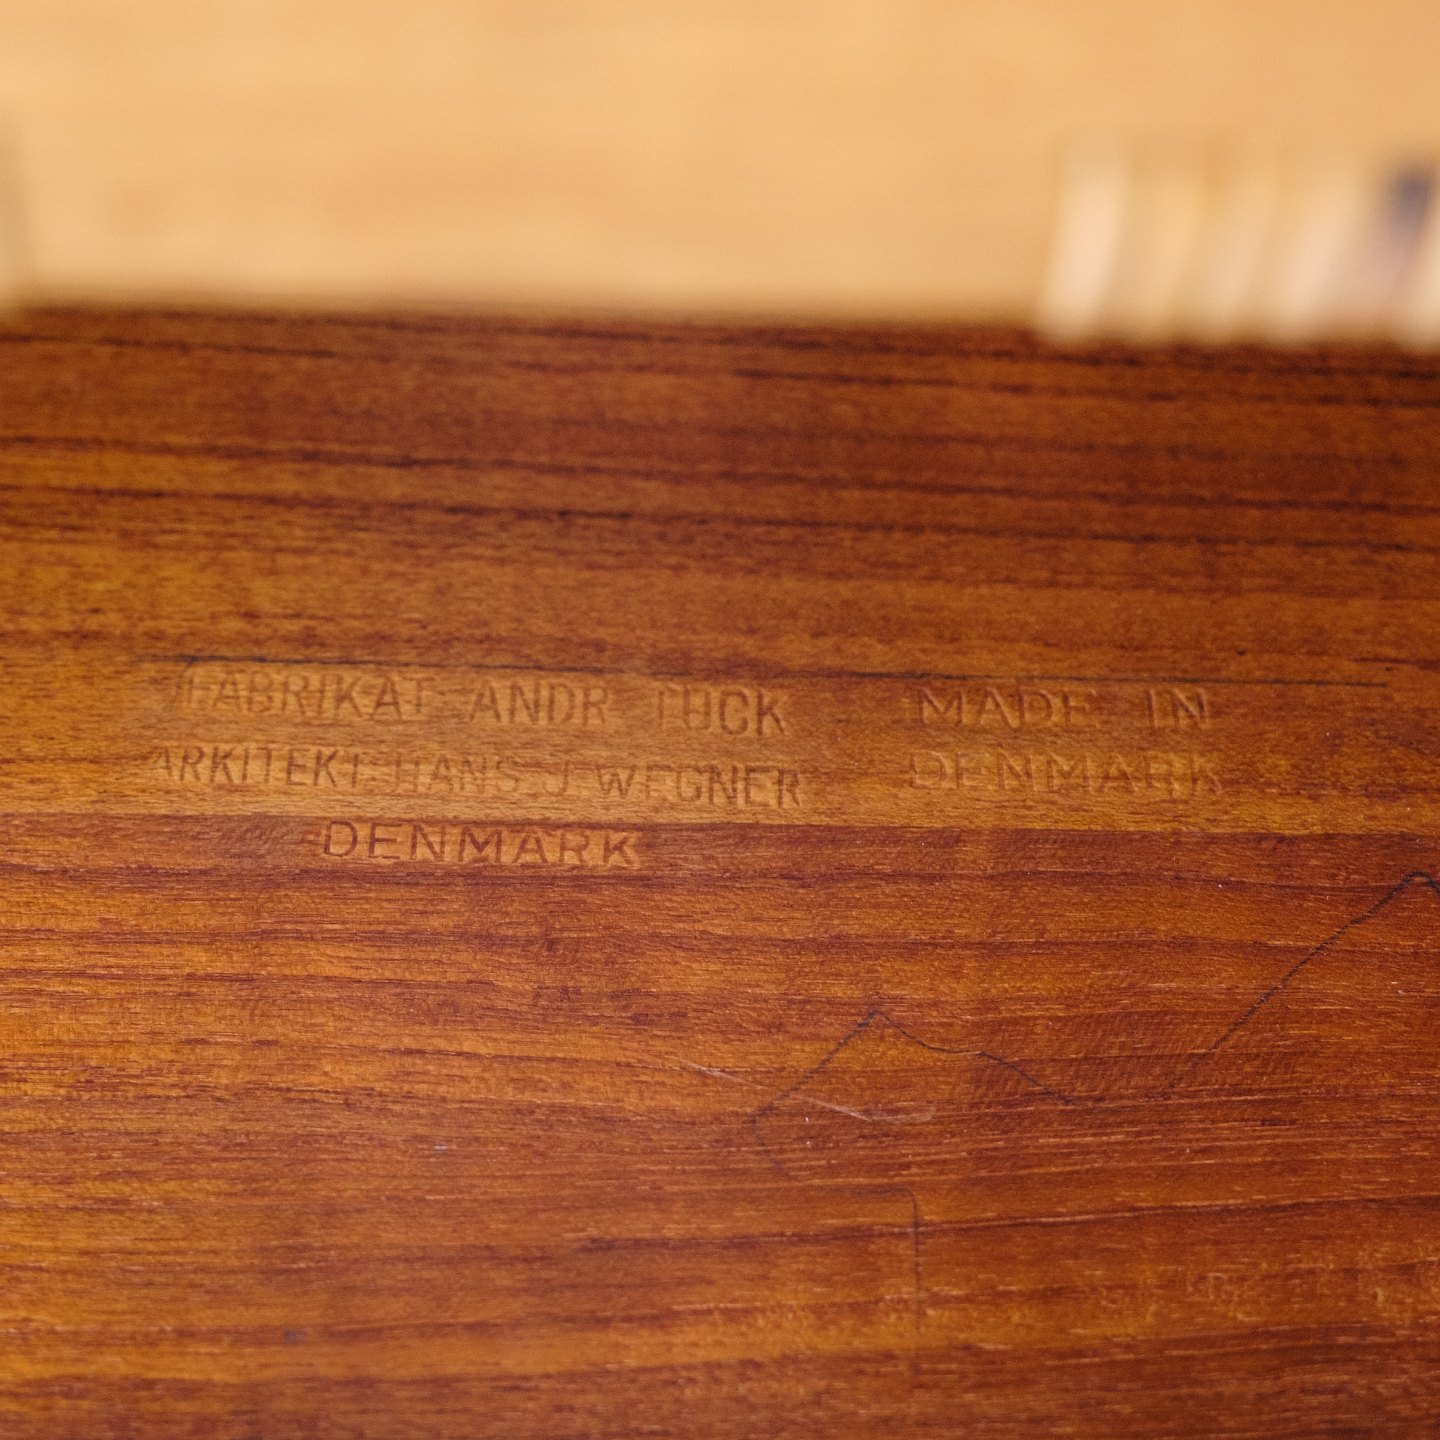 FABRIKAT ANDR TUCK
ARKITEKT HANS J.WEGNER
DENMARK
MADE IN
DENMARK